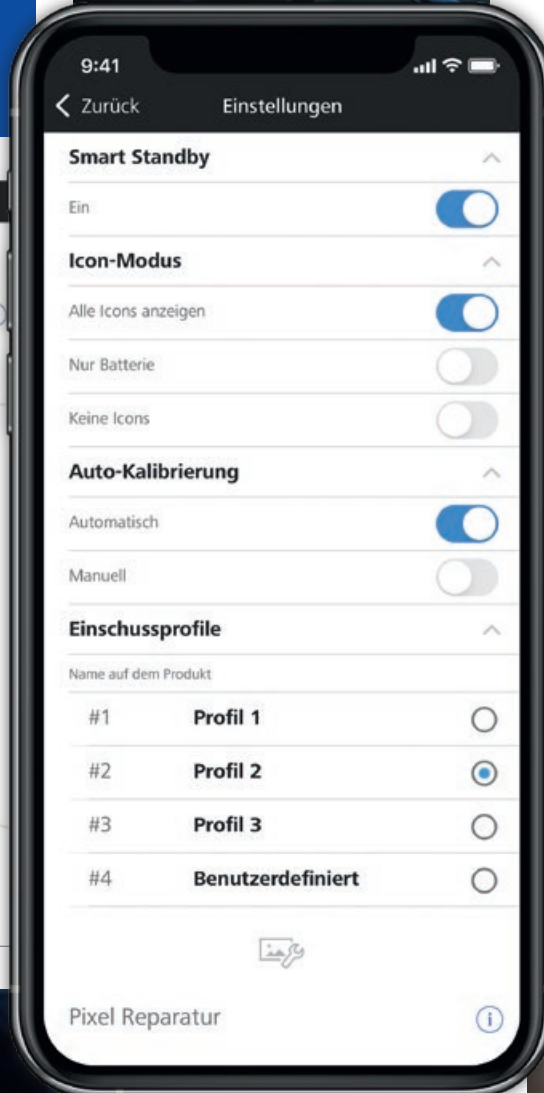 9:41
Zurück Einstellungen
Smart Standby
Ein
Icon-Modus
Alle Icons anzeigen
Nur Batterie
Keine Icons
Auto-Kalibrierung
Automatisch
Manuell
Einschussprofile
Name auf dem Produkt
#1 Profil 1
#2 Profil 2
#3 Profil 3
#4 Benutzerdefiniert
Pixel Reparatur